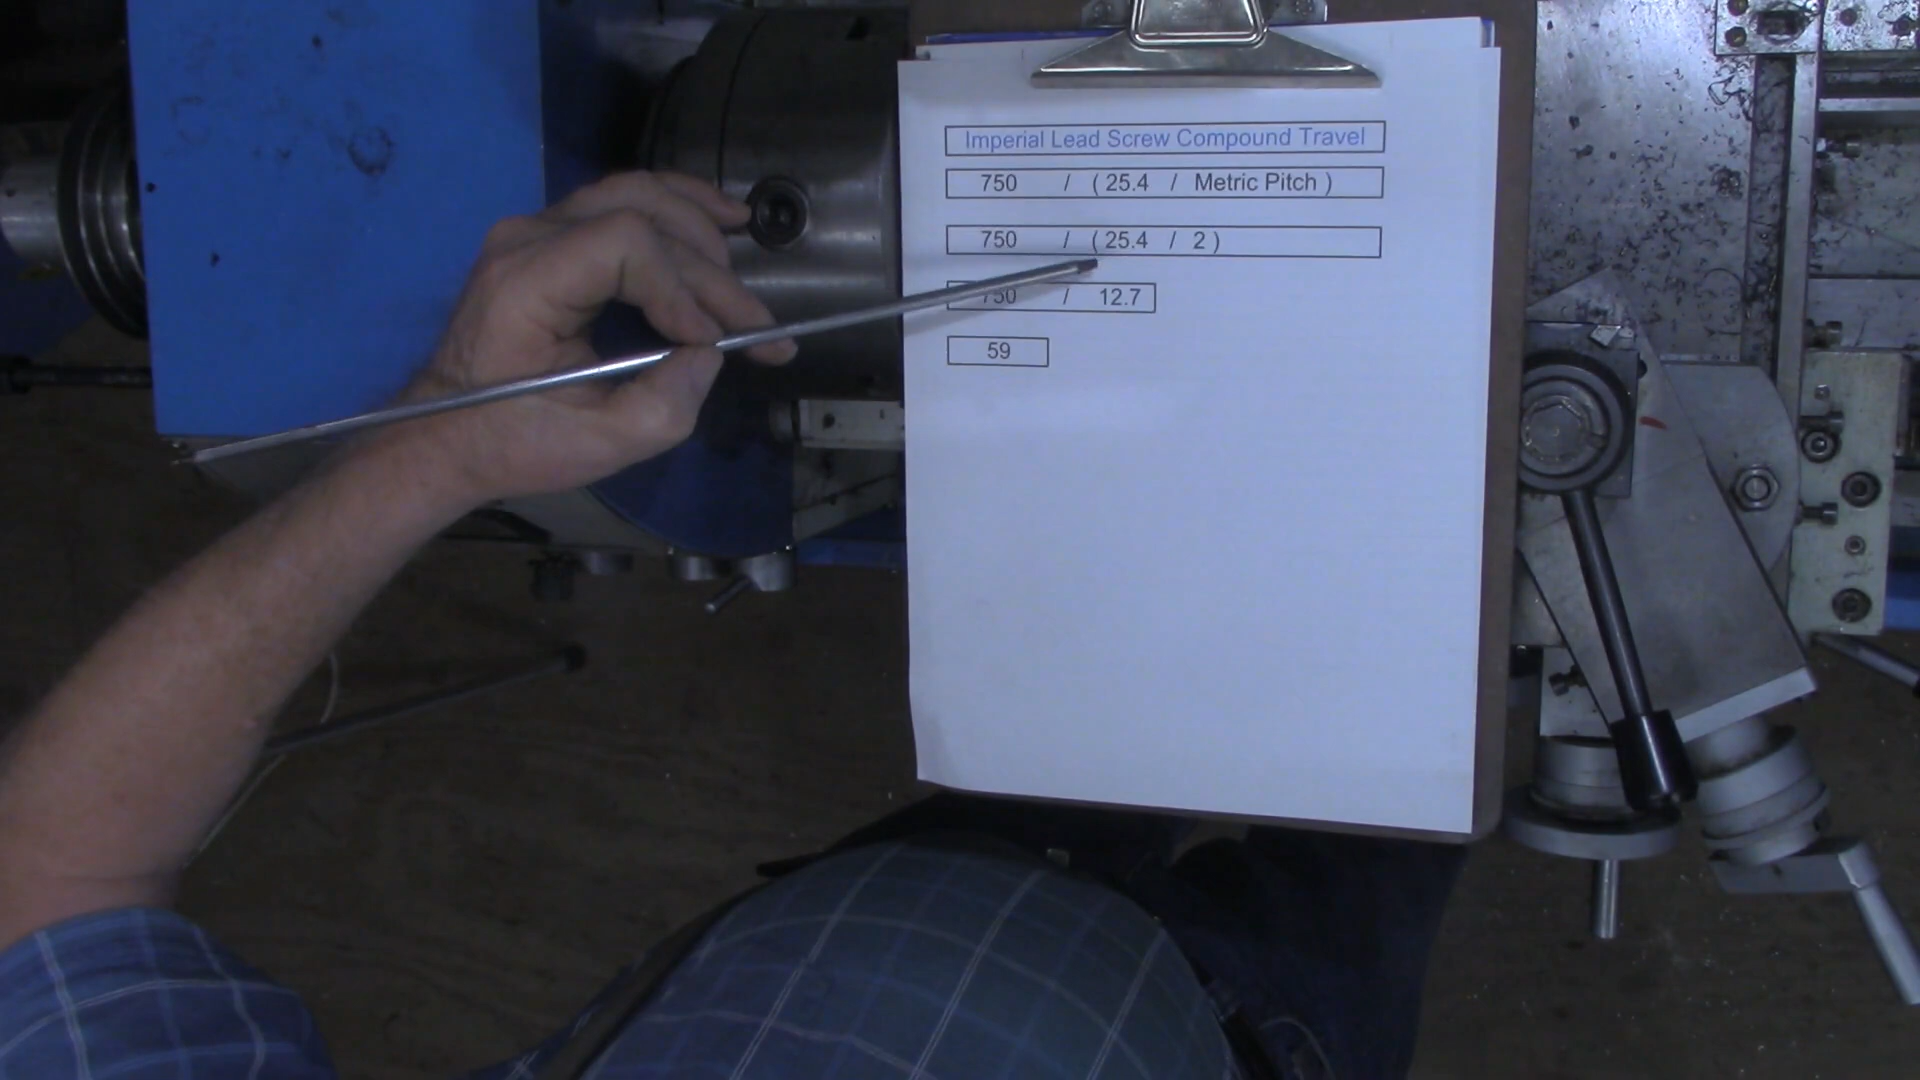 Imperial Lead Screw Compound Travel
750 / ( 25.4 / Metric Pitch )
750 / ( 25.4 / 2 )
750 / 12.7
59